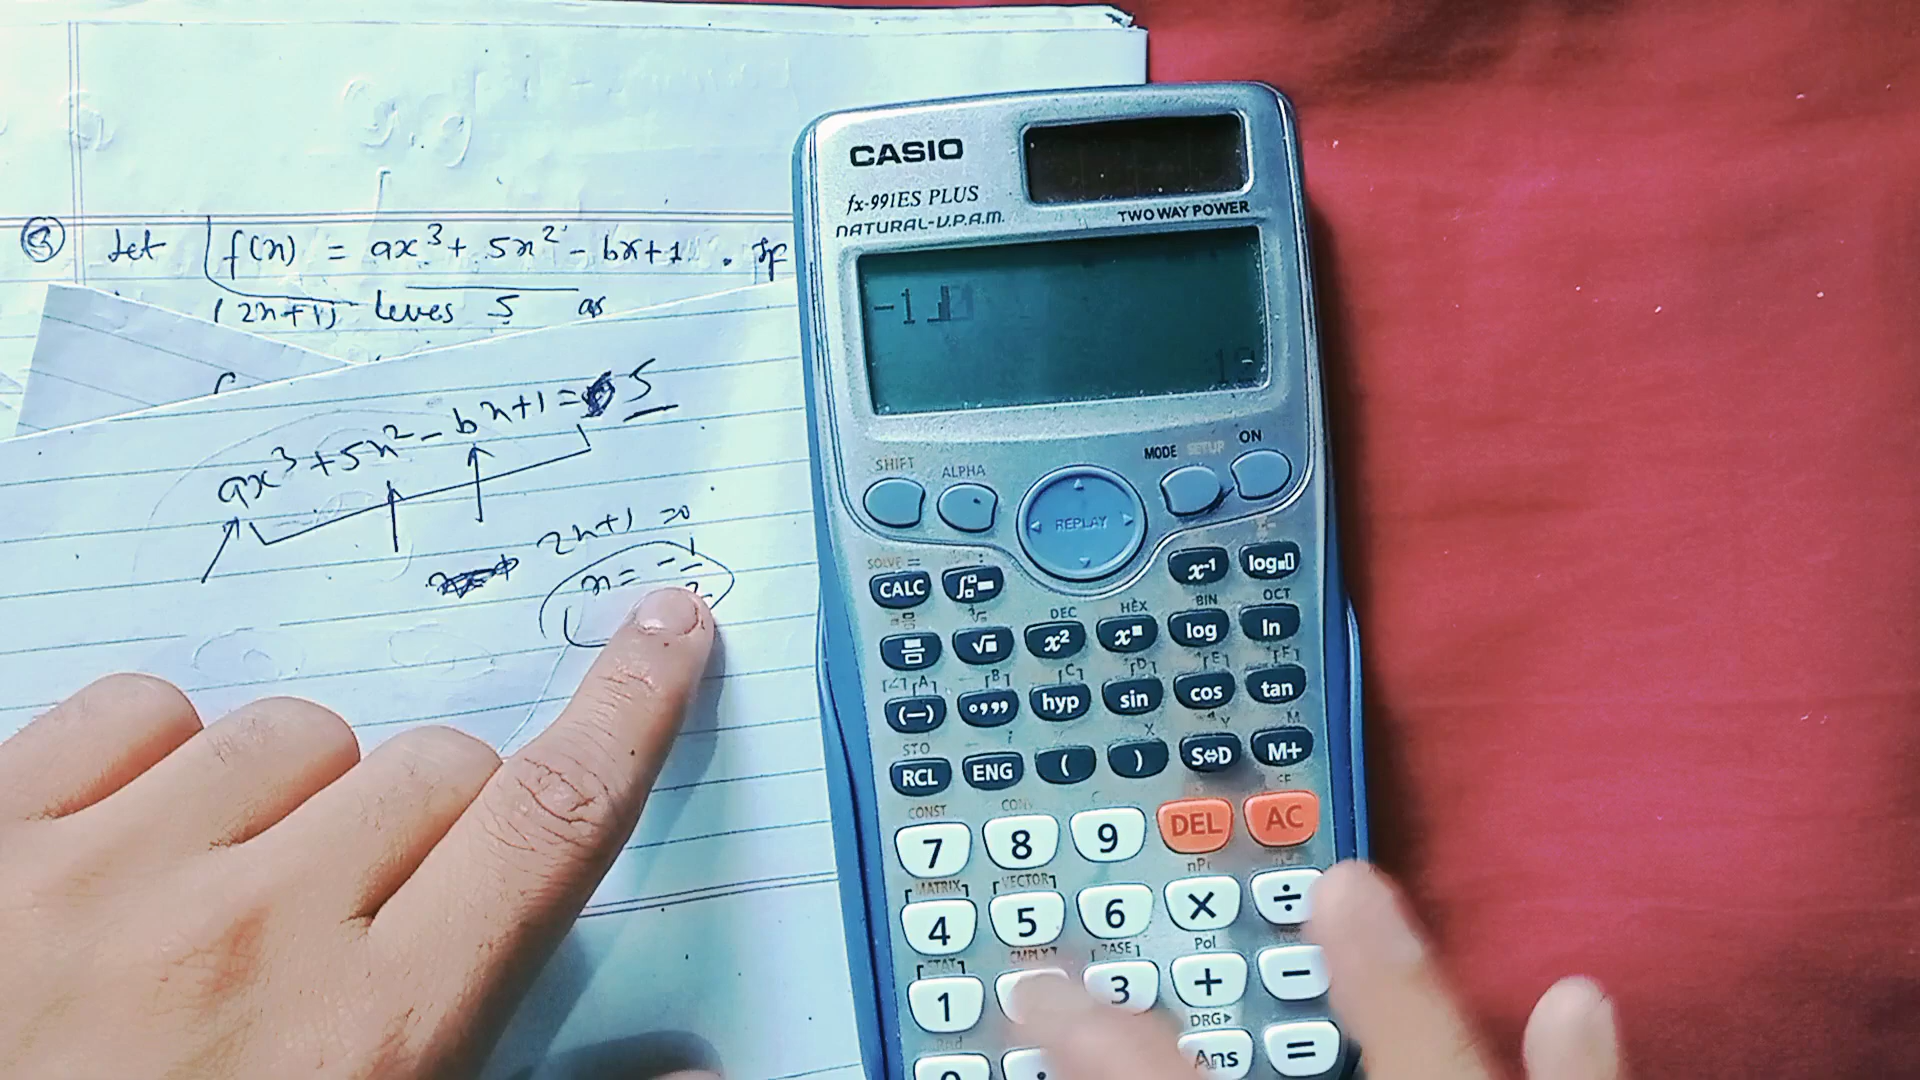 Let f(x) = ax³ + 5x² - bx + 1 . If
(2x+1) leves 5 as
ax³ + 5x² - bx + 1 = 5
2x+1 = 0
x = -1
CASIO
fx-991ES PLUS
NATURAL-V.P.A.M.
TWO WAY POWER
-1
SHIFT ALPHA MODE SETUP ON
REPLAY
SOLVE =
CALC x⁻¹ log
DEC HEX BIN OCT
√ x² log ln
(−) hyp sin cos tan
STO M
RCL ENG ( ) S⇔D M+
CONST
7 8 9 DEL AC
MATRIX VECTOR nPr
4 5 6 × ÷
STAT CMPLX BASE Pol
1 3 + −
Rnd DRG▸
Ans =